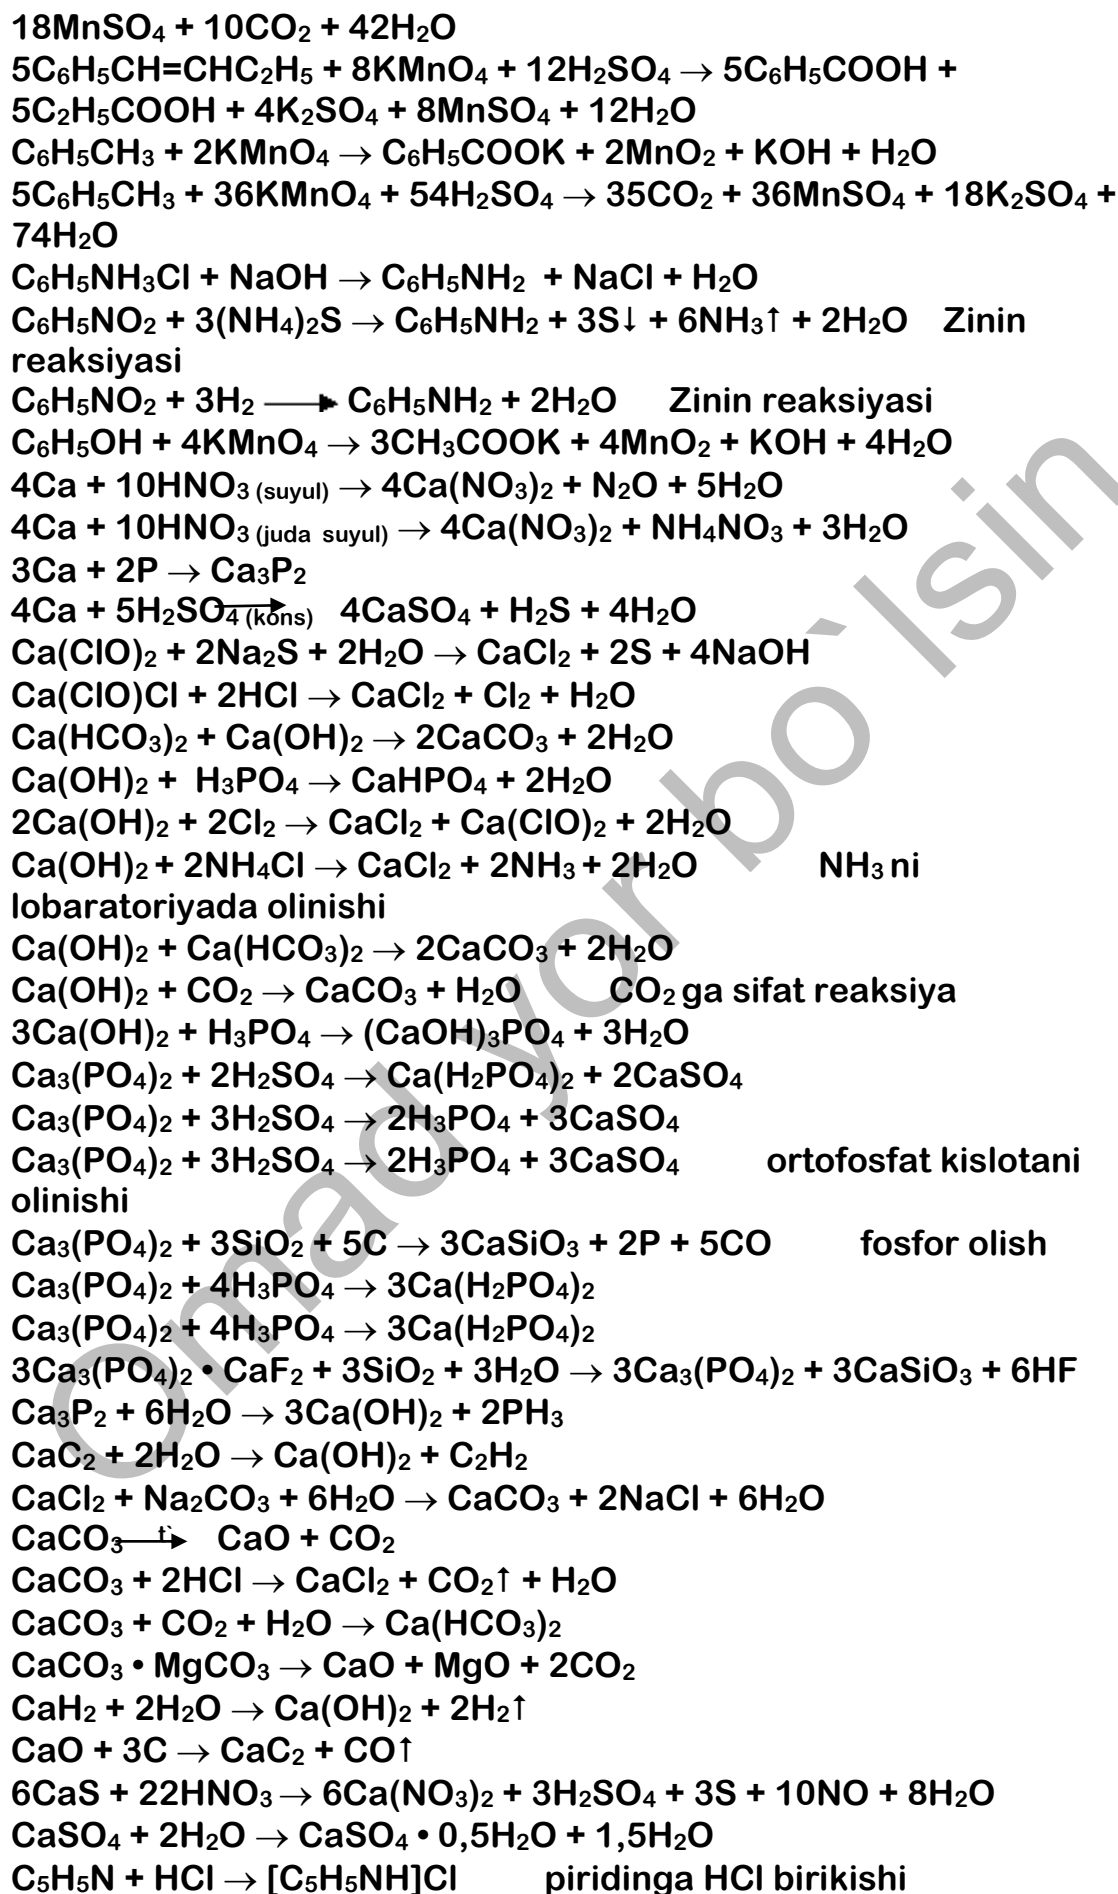 18MnSO₄ + 10CO₂ + 42H₂O
5C₆H₅CH=CHC₂H₅ + 8KMnO₄ + 12H₂SO₄ → 5C₆H₅COOH +
5C₂H₅COOH + 4K₂SO₄ + 8MnSO₄ + 12H₂O
C₆H₅CH₃ + 2KMnO₄ → C₆H₅COOK + 2MnO₂ + KOH + H₂O
5C₆H₅CH₃ + 36KMnO₄ + 54H₂SO₄ → 35CO₂ + 36MnSO₄ + 18K₂SO₄ +
74H₂O
C₆H₅NH₃Cl + NaOH → C₆H₅NH₂ + NaCl + H₂O
C₆H₅NO₂ + 3(NH₄)₂S → C₆H₅NH₂ + 3S↓ + 6NH₃↑ + 2H₂O Zinin
reaksiyasi
C₆H₅NO₂ + 3H₂ → C₆H₅NH₂ + 2H₂O Zinin reaksiyasi
C₆H₅OH + 4KMnO₄ → 3CH₃COOK + 4MnO₂ + KOH + 4H₂O
4Ca + 10HNO₃ (suyul) → 4Ca(NO₃)₂ + N₂O + 5H₂O
4Ca + 10HNO₃ (juda suyul) → 4Ca(NO₃)₂ + NH₄NO₃ + 3H₂O
3Ca + 2P → Ca₃P₂
4Ca + 5H₂SO₄ (kons) → 4CaSO₄ + H₂S + 4H₂O
Ca(ClO)₂ + 2Na₂S + 2H₂O → CaCl₂ + 2S + 4NaOH
Ca(ClO)Cl + 2HCl → CaCl₂ + Cl₂ + H₂O
Ca(HCO₃)₂ + Ca(OH)₂ → 2CaCO₃ + 2H₂O
Ca(OH)₂ + H₃PO₄ → CaHPO₄ + 2H₂O
2Ca(OH)₂ + 2Cl₂ → CaCl₂ + Ca(ClO)₂ + 2H₂O
Ca(OH)₂ + 2NH₄Cl → CaCl₂ + 2NH₃ + 2H₂O NH₃ ni
lobaratoriyada olinishi
Ca(OH)₂ + Ca(HCO₃)₂ → 2CaCO₃ + 2H₂O
Ca(OH)₂ + CO₂ → CaCO₃ + H₂O CO₂ ga sifat reaksiya
3Ca(OH)₂ + H₃PO₄ → (CaOH)₃PO₄ + 3H₂O
Ca₃(PO₄)₂ + 2H₂SO₄ → Ca(H₂PO₄)₂ + 2CaSO₄
Ca₃(PO₄)₂ + 3H₂SO₄ → 2H₃PO₄ + 3CaSO₄
Ca₃(PO₄)₂ + 3H₂SO₄ → 2H₃PO₄ + 3CaSO₄ ortofosfat kislotani
olinishi
Ca₃(PO₄)₂ + 3SiO₂ + 5C → 3CaSiO₃ + 2P + 5CO fosfor olish
Ca₃(PO₄)₂ + 4H₃PO₄ → 3Ca(H₂PO₄)₂
Ca₃(PO₄)₂ + 4H₃PO₄ → 3Ca(H₂PO₄)₂
3Ca₃(PO₄)₂ • CaF₂ + 3SiO₂ + 3H₂O → 3Ca₃(PO₄)₂ + 3CaSiO₃ + 6HF
Ca₃P₂ + 6H₂O → 3Ca(OH)₂ + 2PH₃
CaC₂ + 2H₂O → Ca(OH)₂ + C₂H₂
CaCl₂ + Na₂CO₃ + 6H₂O → CaCO₃ + 2NaCl + 6H₂O
CaCO₃ t` → CaO + CO₂
CaCO₃ + 2HCl → CaCl₂ + CO₂↑ + H₂O
CaCO₃ + CO₂ + H₂O → Ca(HCO₃)₂
CaCO₃ • MgCO₃ → CaO + MgO + 2CO₂
CaH₂ + 2H₂O → Ca(OH)₂ + 2H₂↑
CaO + 3C → CaC₂ + CO↑
6CaS + 22HNO₃ → 6Ca(NO₃)₂ + 3H₂SO₄ + 3S + 10NO + 8H₂O
CaSO₄ + 2H₂O → CaSO₄ • 0,5H₂O + 1,5H₂O
C₅H₅N + HCl → [C₅H₅NH]Cl piridinga HCl birikishi
Omad yor bo`lsin